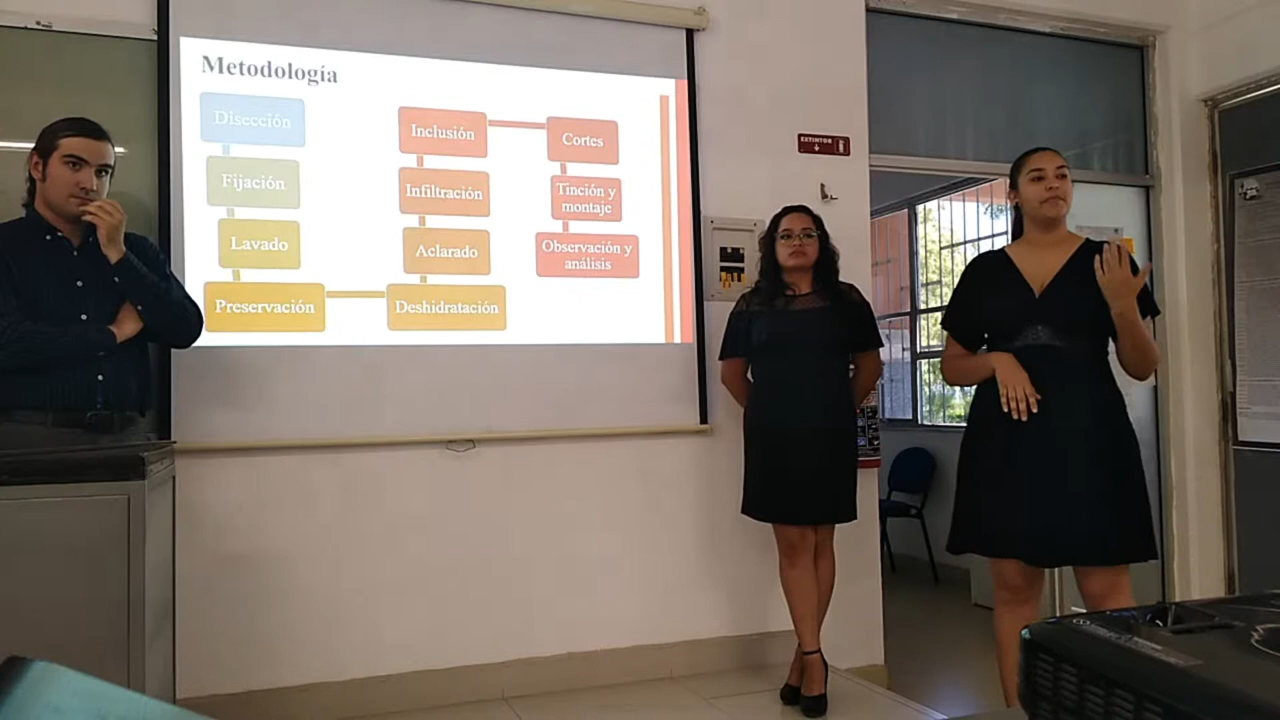 Metodología
Disección
Fijación
Lavado
Preservación
Deshidratación
Aclarado
Infiltración
Inclusión
Cortes
Tinción y
montaje
Observación y
análisis
EXTINTOR